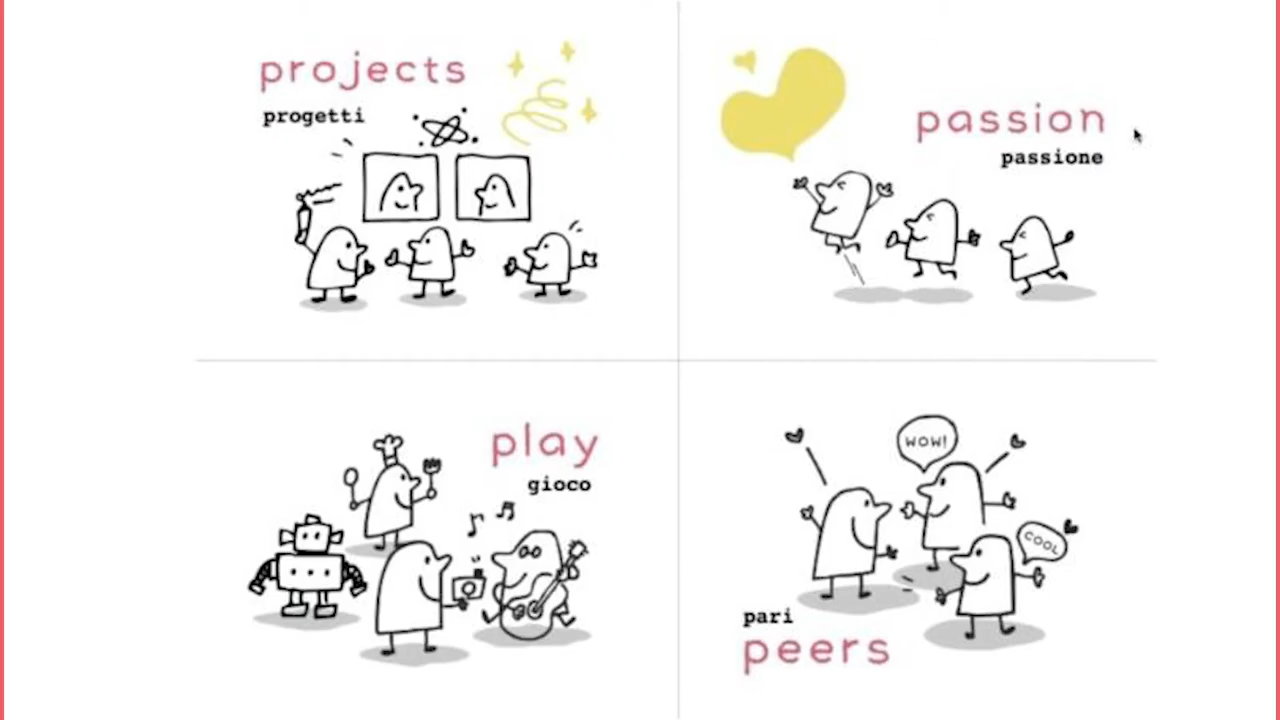 projects
progetti
passion
passione
play
gioco
WOW!
COOL
pari
peers